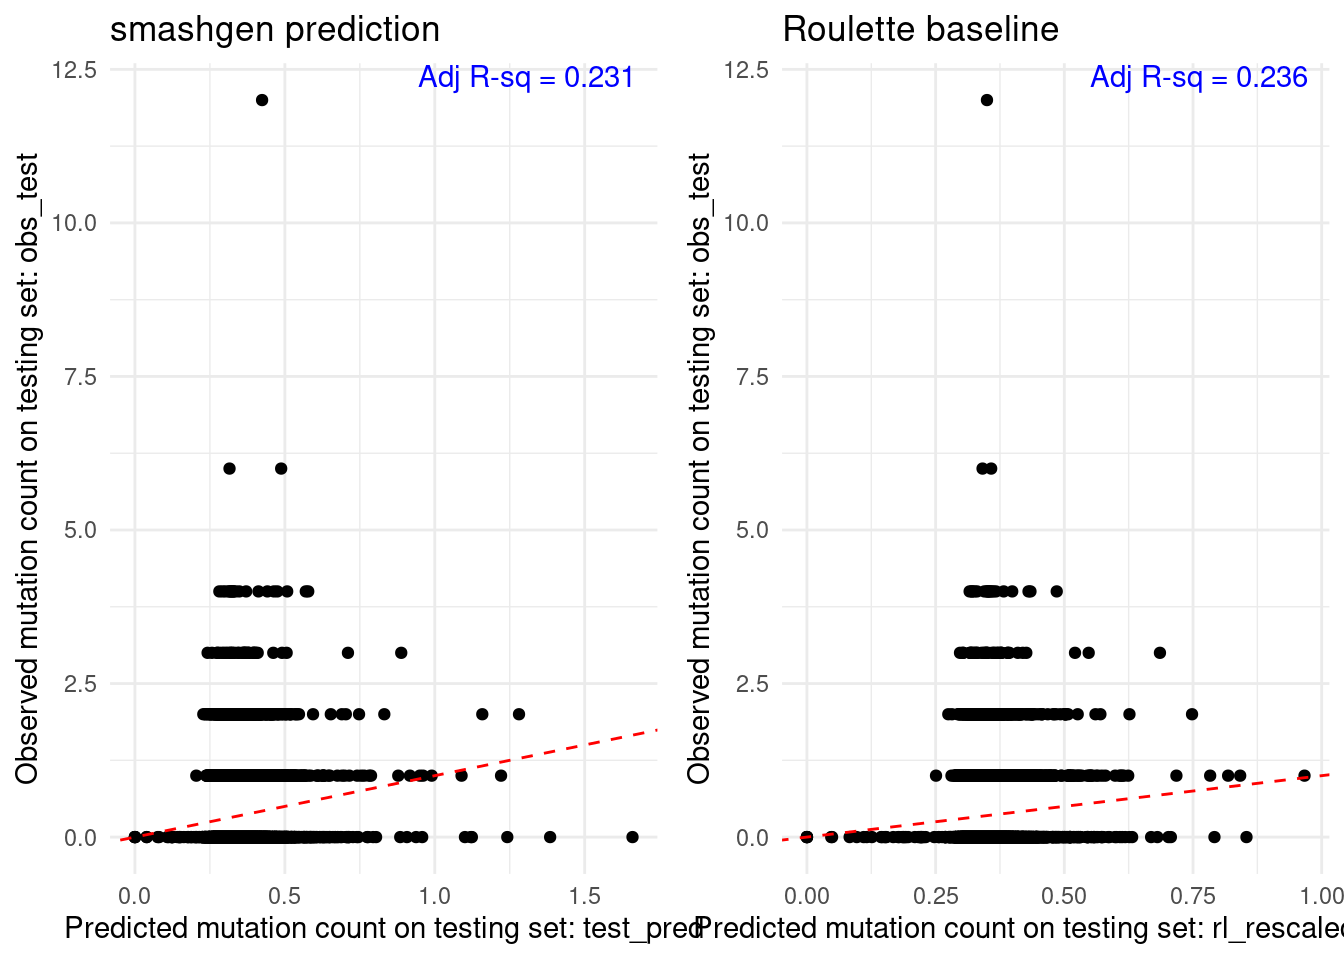 smashgen prediction
Adj R-sq = 0.231
Observed mutation count on testing set: obs_test
12.5
10.0
7.5
5.0
2.5
0.0
0.0 0.5 1.0 1.5
Predicted mutation count on testing set: test_pred
Roulette baseline
Adj R-sq = 0.236
Observed mutation count on testing set: obs_test
12.5
10.0
7.5
5.0
2.5
0.0
0.00 0.25 0.50 0.75 1.00
Predicted mutation count on testing set: rl_rescaled